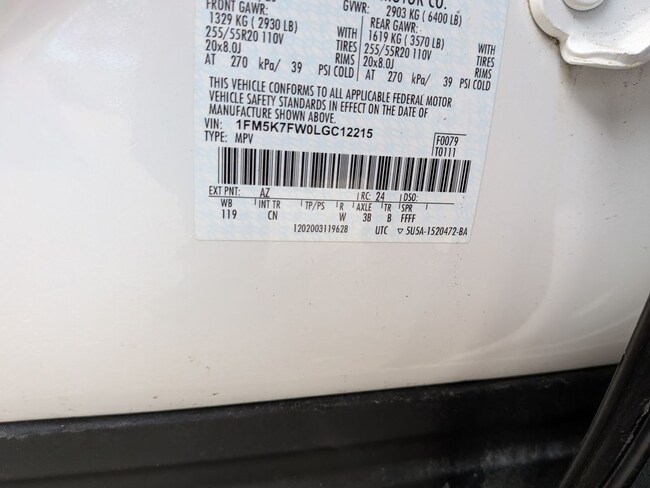 MOTOR CO.
FRONT GAWR: GVWR: 2903 KG ( 6400 LB)
1329 KG ( 2930 LB) REAR GAWR:
255/55R20 110V WITH 1619 KG ( 3570 LB) WITH
20x8.0J TIRES 255/55R20 110V TIRES
RIMS 20x8.0J RIMS
AT 270 kPa/ 39 PSI COLD AT 270 kPa/ 39 PSI COLD
THIS VEHICLE CONFORMS TO ALL APPLICABLE FEDERAL MOTOR
VEHICLE SAFETY STANDARDS IN EFFECT ON THE DATE OF
MANUFACTURE SHOWN ABOVE.
VIN: 1FM5K7FW0LGC12215
TYPE: MPV F0079
T0111
EXT PNT: AZ RC: 24 DSO:
WB INT TR TP/PS R AXLE TR SPR
119 CN W 3B B FFFF
1202003119628 UTC ▽ 5U5A-1520472-BA